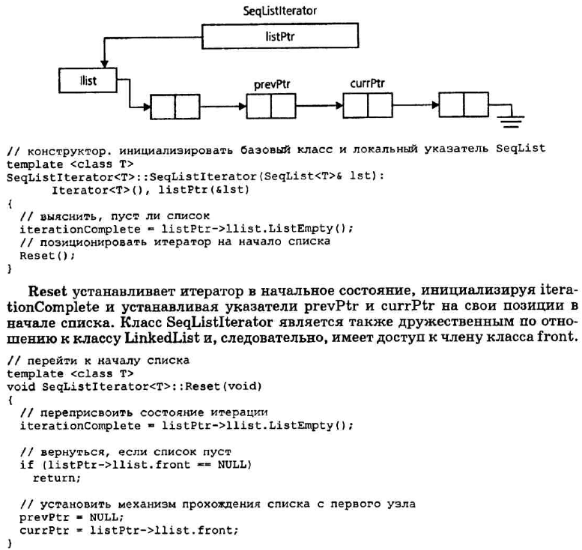 SeqListIterator
listPtr
llist
prevPtr
currPtr
// конструктор. инициализировать базовый класс и локальный указатель SeqList
template <class T>
SeqListIterator<T>::SeqListIterator(SeqList<T>& lst):
Iterator<T>(), listPtr(&lst)
{
// выяснить, пуст ли список
iterationComplete = listPtr->llist.ListEmpty();
// позиционировать итератор на начало списка
Reset();
}
Reset устанавливает итератор в начальное состояние, инициализируя itera-
tionComplete и устанавливая указатели prevPtr и currPtr на свои позиции в
начале списка. Класс SeqListIterator является также дружественным по отно-
шению к классу LinkedList и, следовательно, имеет доступ к члену класса front.
// перейти к началу списка
template <class T>
void SeqListIterator<T>::Reset(void)
{
// переприсвоить состояние итерации
iterationComplete = listPtr->llist.ListEmpty();
// вернуться, если список пуст
if (listPtr->llist.front == NULL)
return;
// установить механизм прохождения списка с первого узла
prevPtr = NULL;
currPtr = listPtr->llist.front;
}